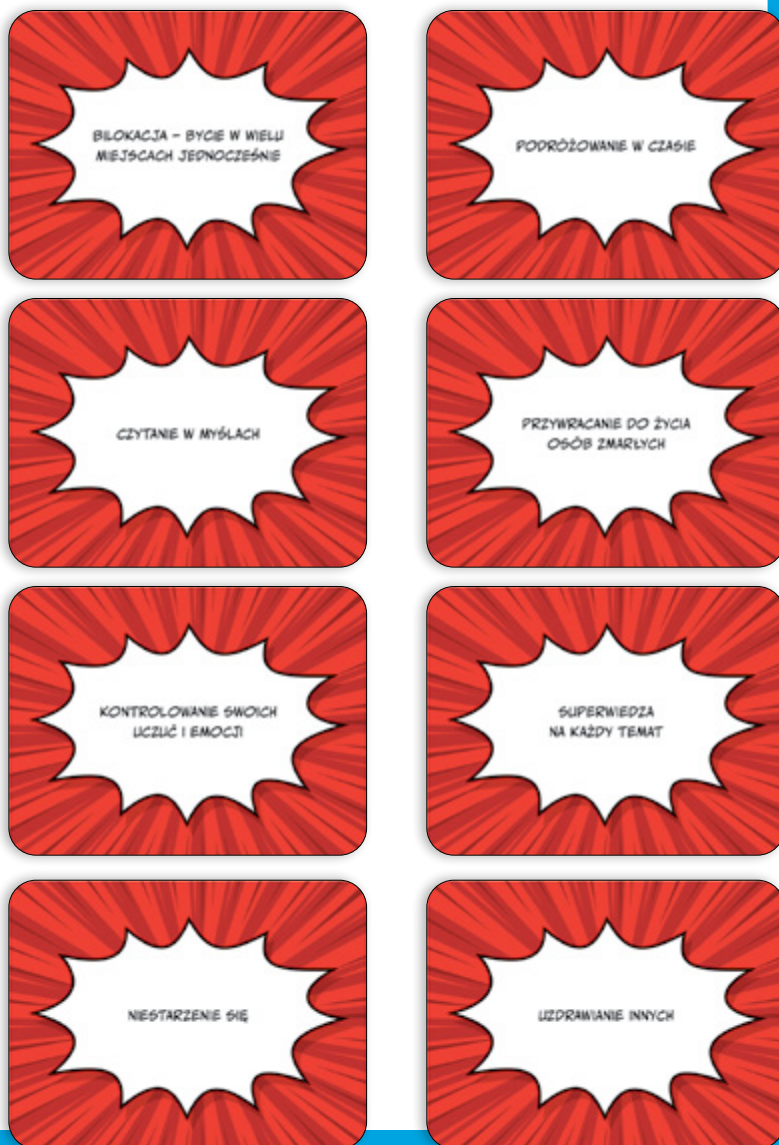 BILOKACJA – BYCIE W WIELU
MIEJSCACH JEDNOCZEŚNIE
PODRÓŻOWANIE W CZASIE
CZYTANIE W MYŚLACH
PRZYWRACANIE DO ŻYCIA
OSÓB ZMARŁYCH
KONTROLOWANIE SWOICH
UCZUĆ I EMOCJI
SUPERWIEDZA
NA KAŻDY TEMAT
NIESTARZENIE SIĘ
UZDRAWIANIE INNYCH